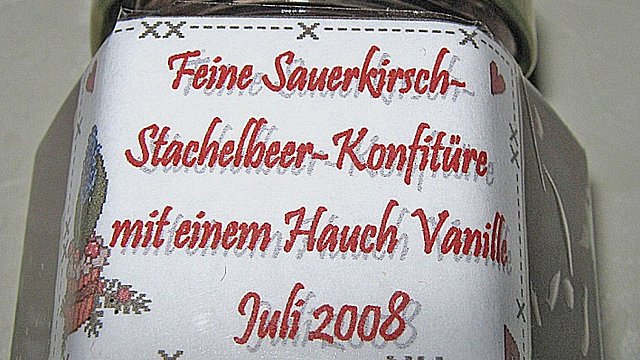 Feine Sauerkirsch-
Stachelbeer-Konfitüre
mit einem Hauch Vanille
Juli 2008